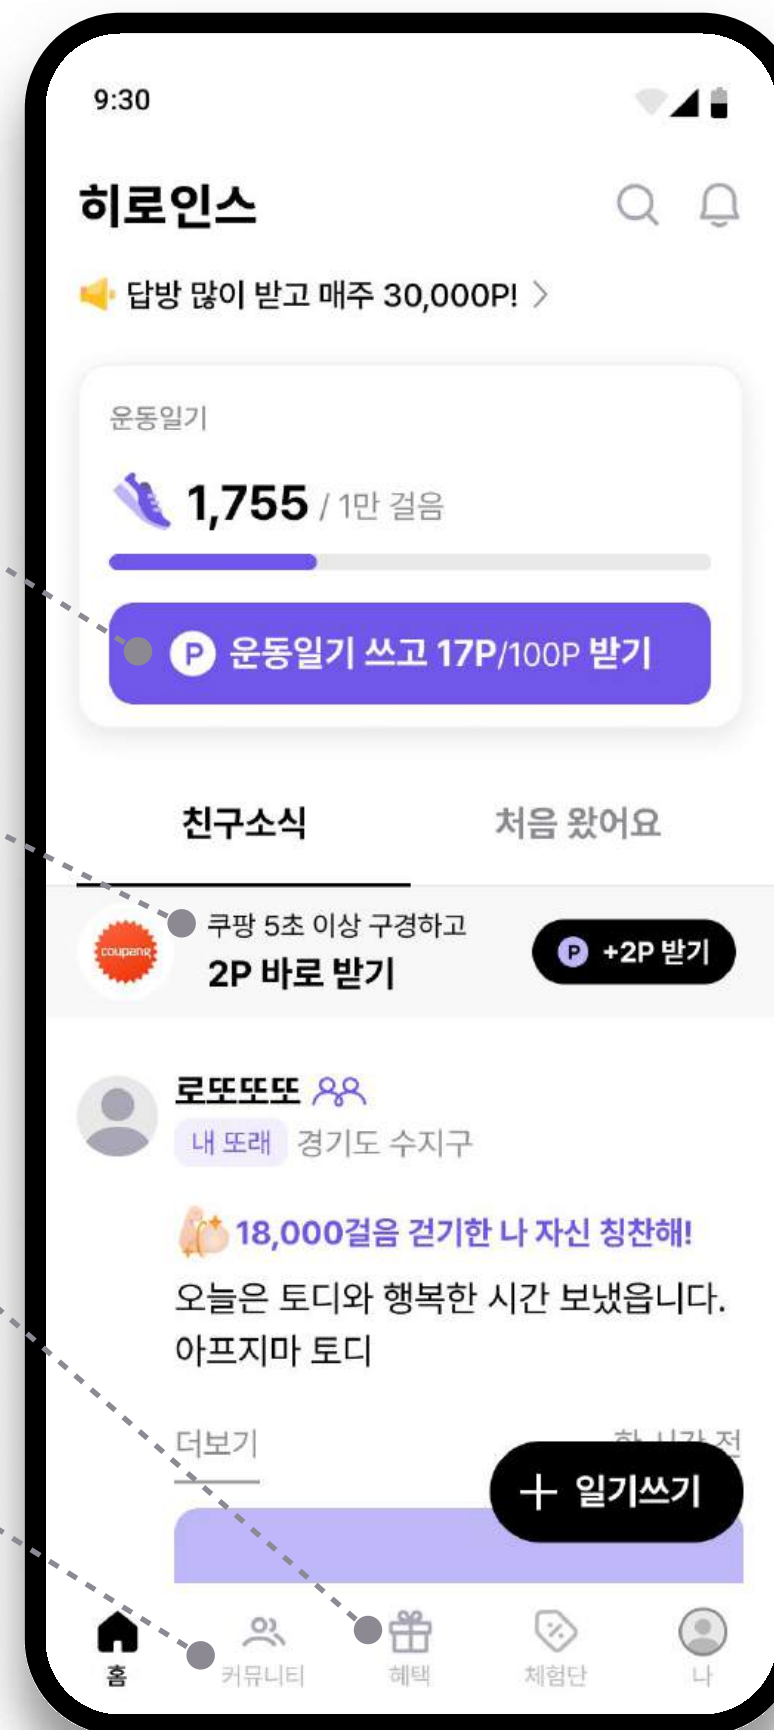 9:30
히로인스
답방 많이 받고 매주 30,000P! >
운동일기
1,755 / 1만 걸음
P 운동일기 쓰고 17P/100P 받기
친구소식 처음 왔어요
쿠팡 5초 이상 구경하고
coupang
2P 바로 받기
P +2P 받기
로또또또
내 또래 경기도 수지구
18,000걸음 걷기한 나 자신 칭찬해!
오늘은 토디와 행복한 시간 보냈읍니다.
아프지마 토디
더보기 한 시간 전
+ 일기쓰기
홈 커뮤니티 혜택 체험단 나